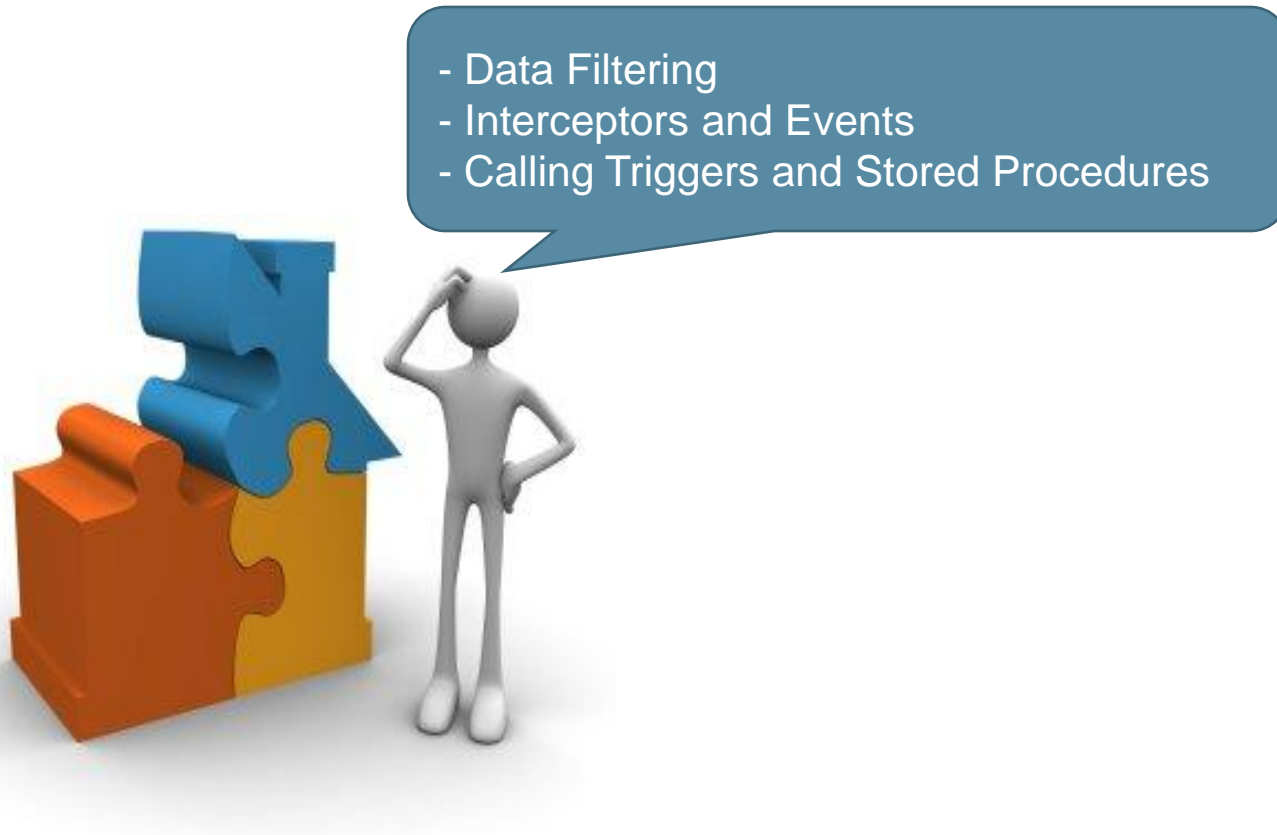 - Data Filtering
- Interceptors and Events
- Calling Triggers and Stored Procedures